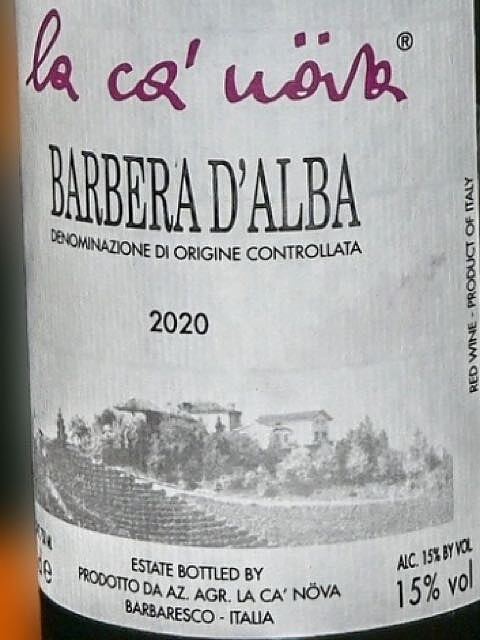 la ca' növa ®
BARBERA D'ALBA
DENOMINAZIONE DI ORIGINE CONTROLLATA
2020
RED WINE - PRODUCT OF ITALY
ESTATE BOTTLED BY
PRODOTTO DA AZ. AGR. LA CA' NÖVA
BARBARESCO - ITALIA
ALC. 15% BY VOL
15% vol